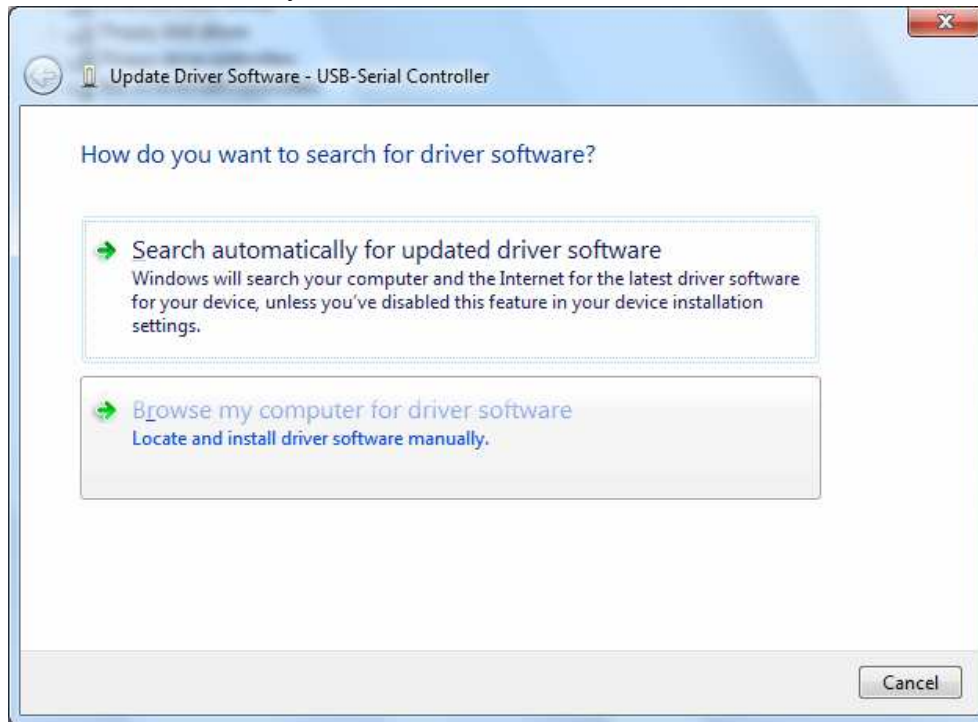 Update Driver Software - USB-Serial Controller
How do you want to search for driver software?
Search automatically for updated driver software
Windows will search your computer and the Internet for the latest driver software
for your device, unless you've disabled this feature in your device installation
settings.
Browse my computer for driver software
Locate and install driver software manually.
Cancel